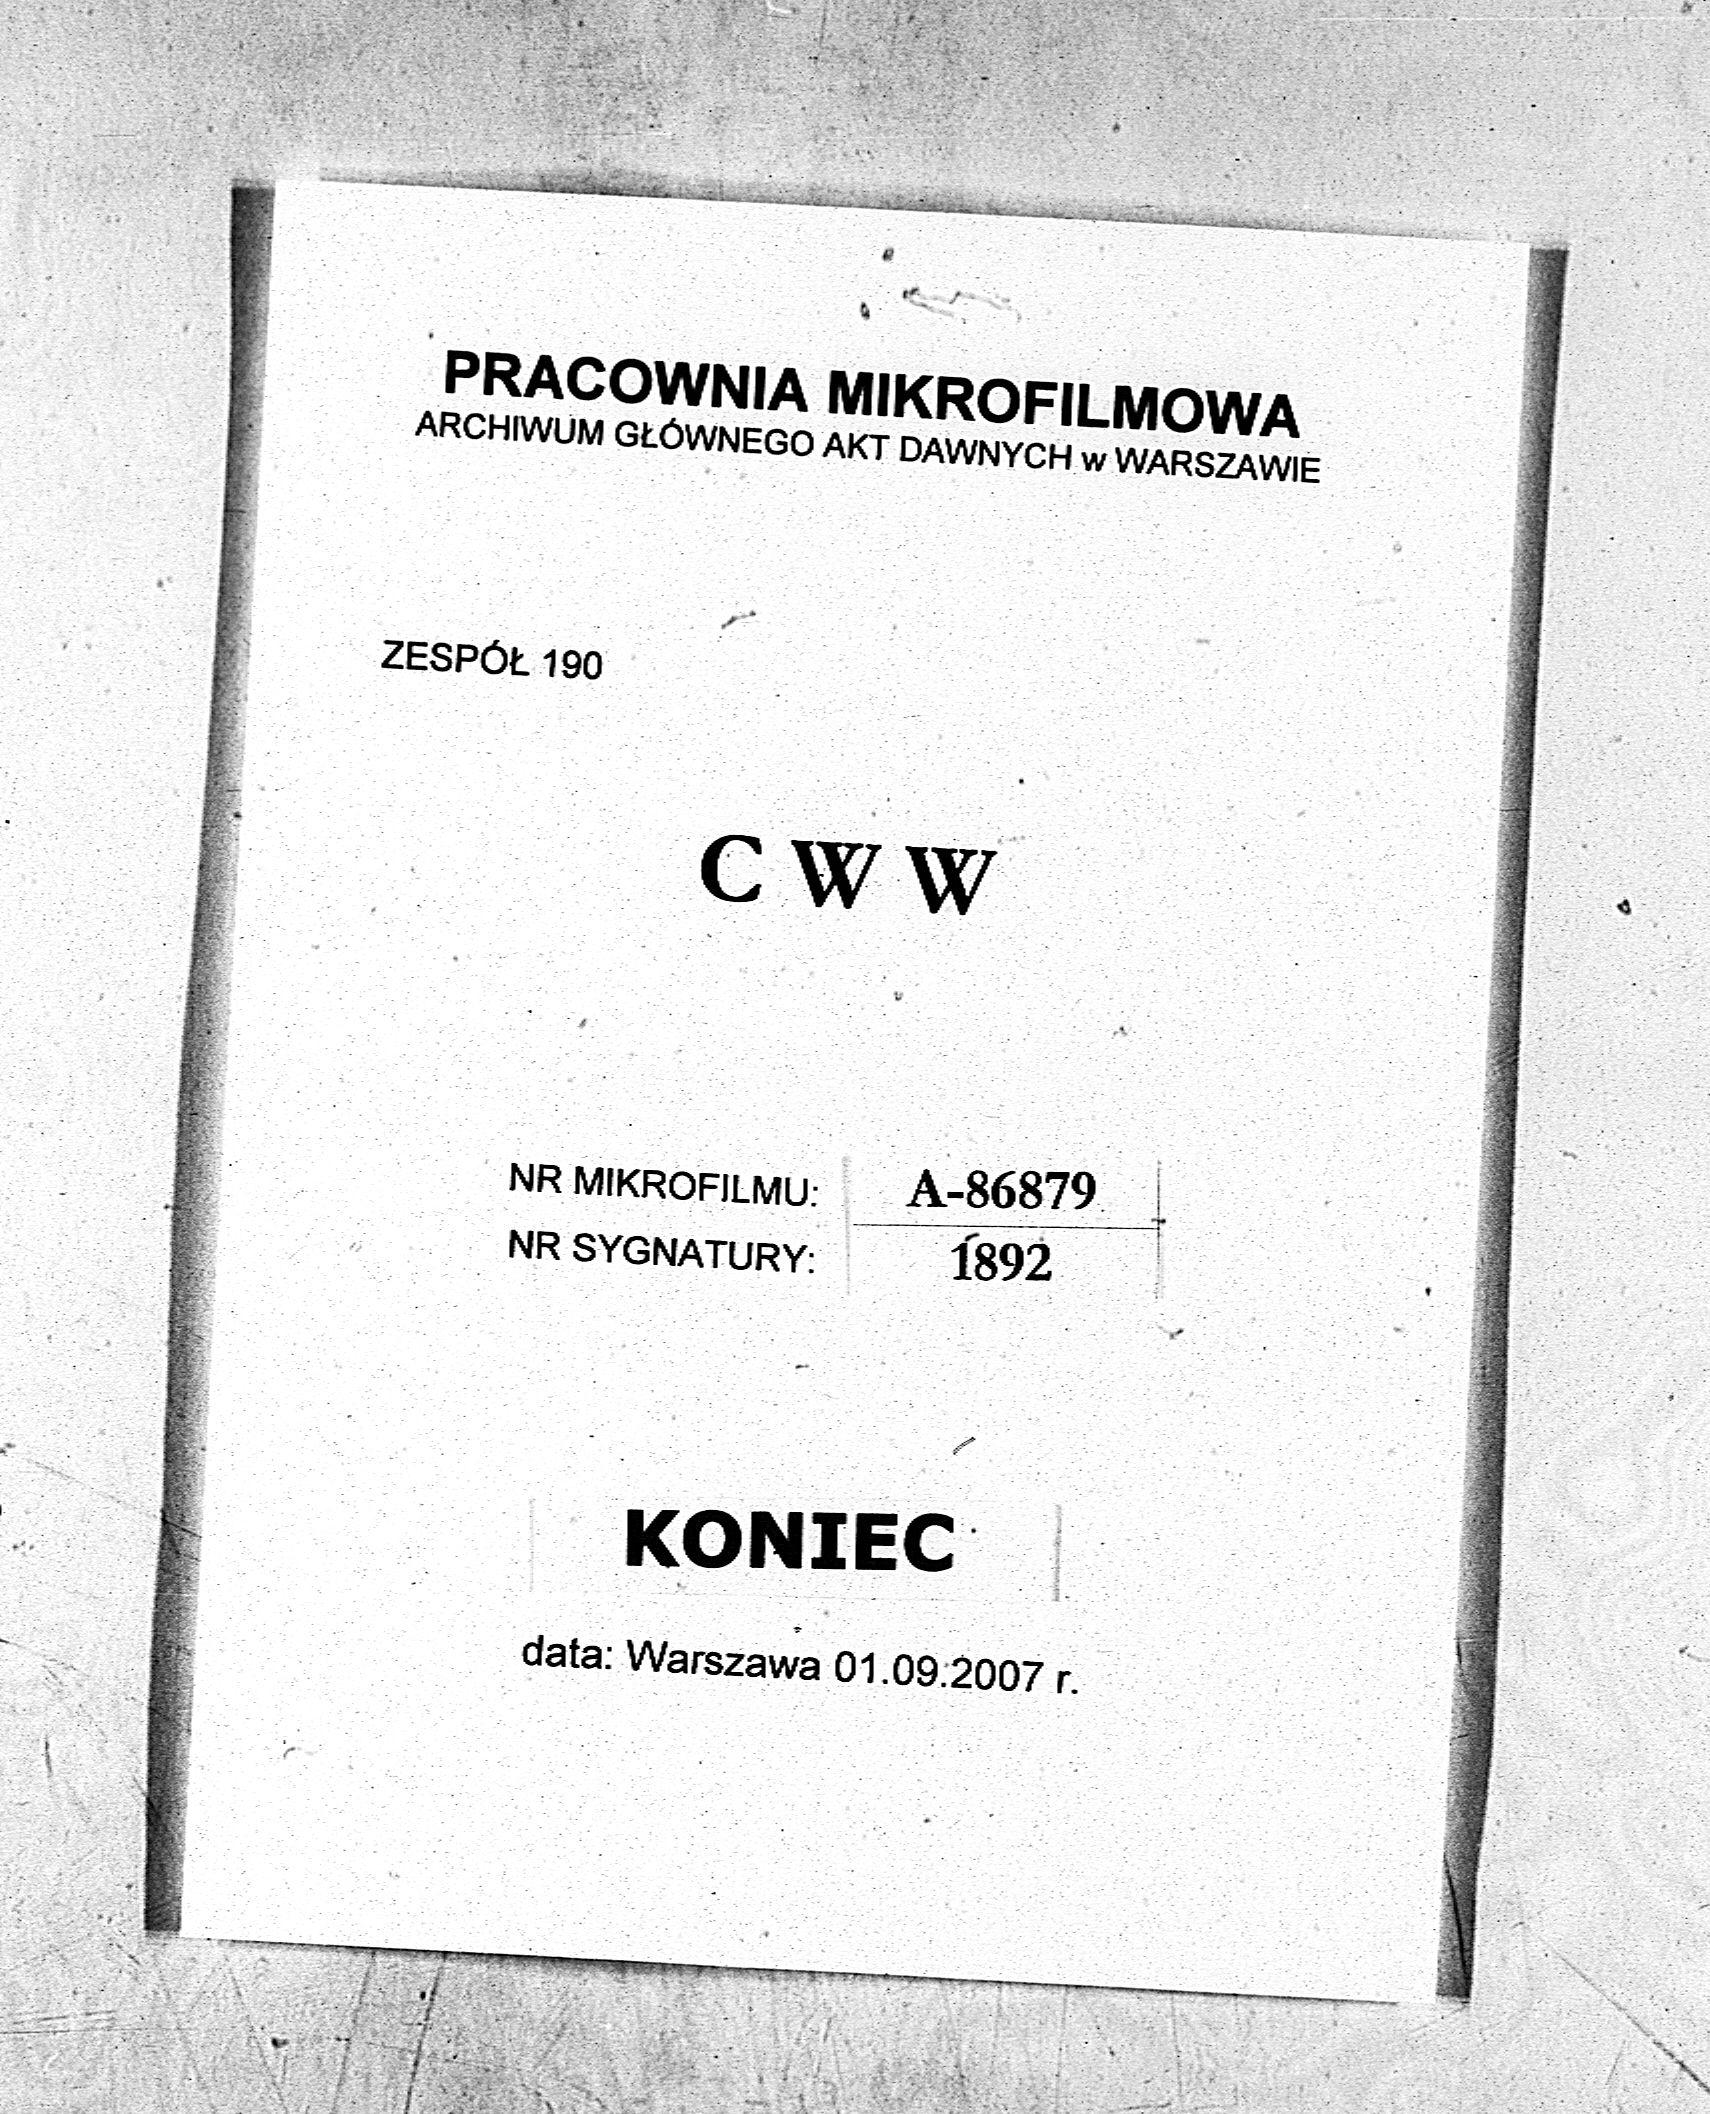 PRACOWNIA MIKROFILMOWA
ARCHIWUM GŁÓWNEGO AKT DAWNYCH w WARSZAWIE
ZESPÓŁ 190
C W W
NR MIKROFILMU: A-86879
NR SYGNATURY: 1892
KONIEC
data: Warszawa 01.09.2007 r.